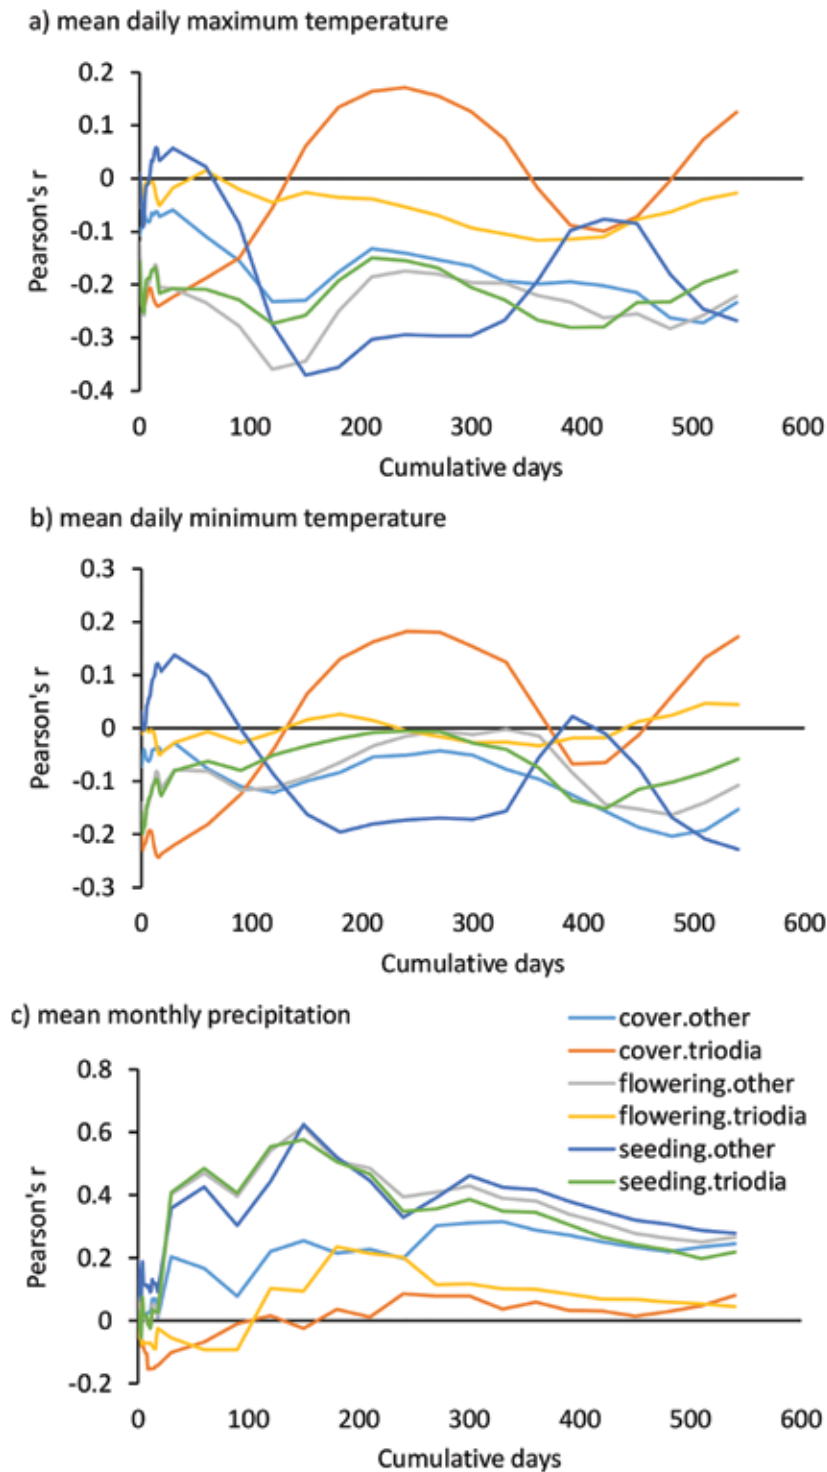 a) mean daily maximum temperature
0.2
0.1
0
-0.1
-0.2
-0.3
-0.4
Pearson's r
0 100 200 300 400 500 600
Cumulative days
b) mean daily minimum temperature
0.3
0.2
0.1
0
-0.1
-0.2
-0.3
Pearson's r
0 100 200 300 400 500 600
Cumulative days
c) mean monthly precipitation
cover.other
cover.triodia
flowering.other
flowering.triodia
seeding.other
seeding.triodia
0.8
0.6
0.4
0.2
0
-0.2
Pearson's r
0 100 200 300 400 500 600
Cumulative days